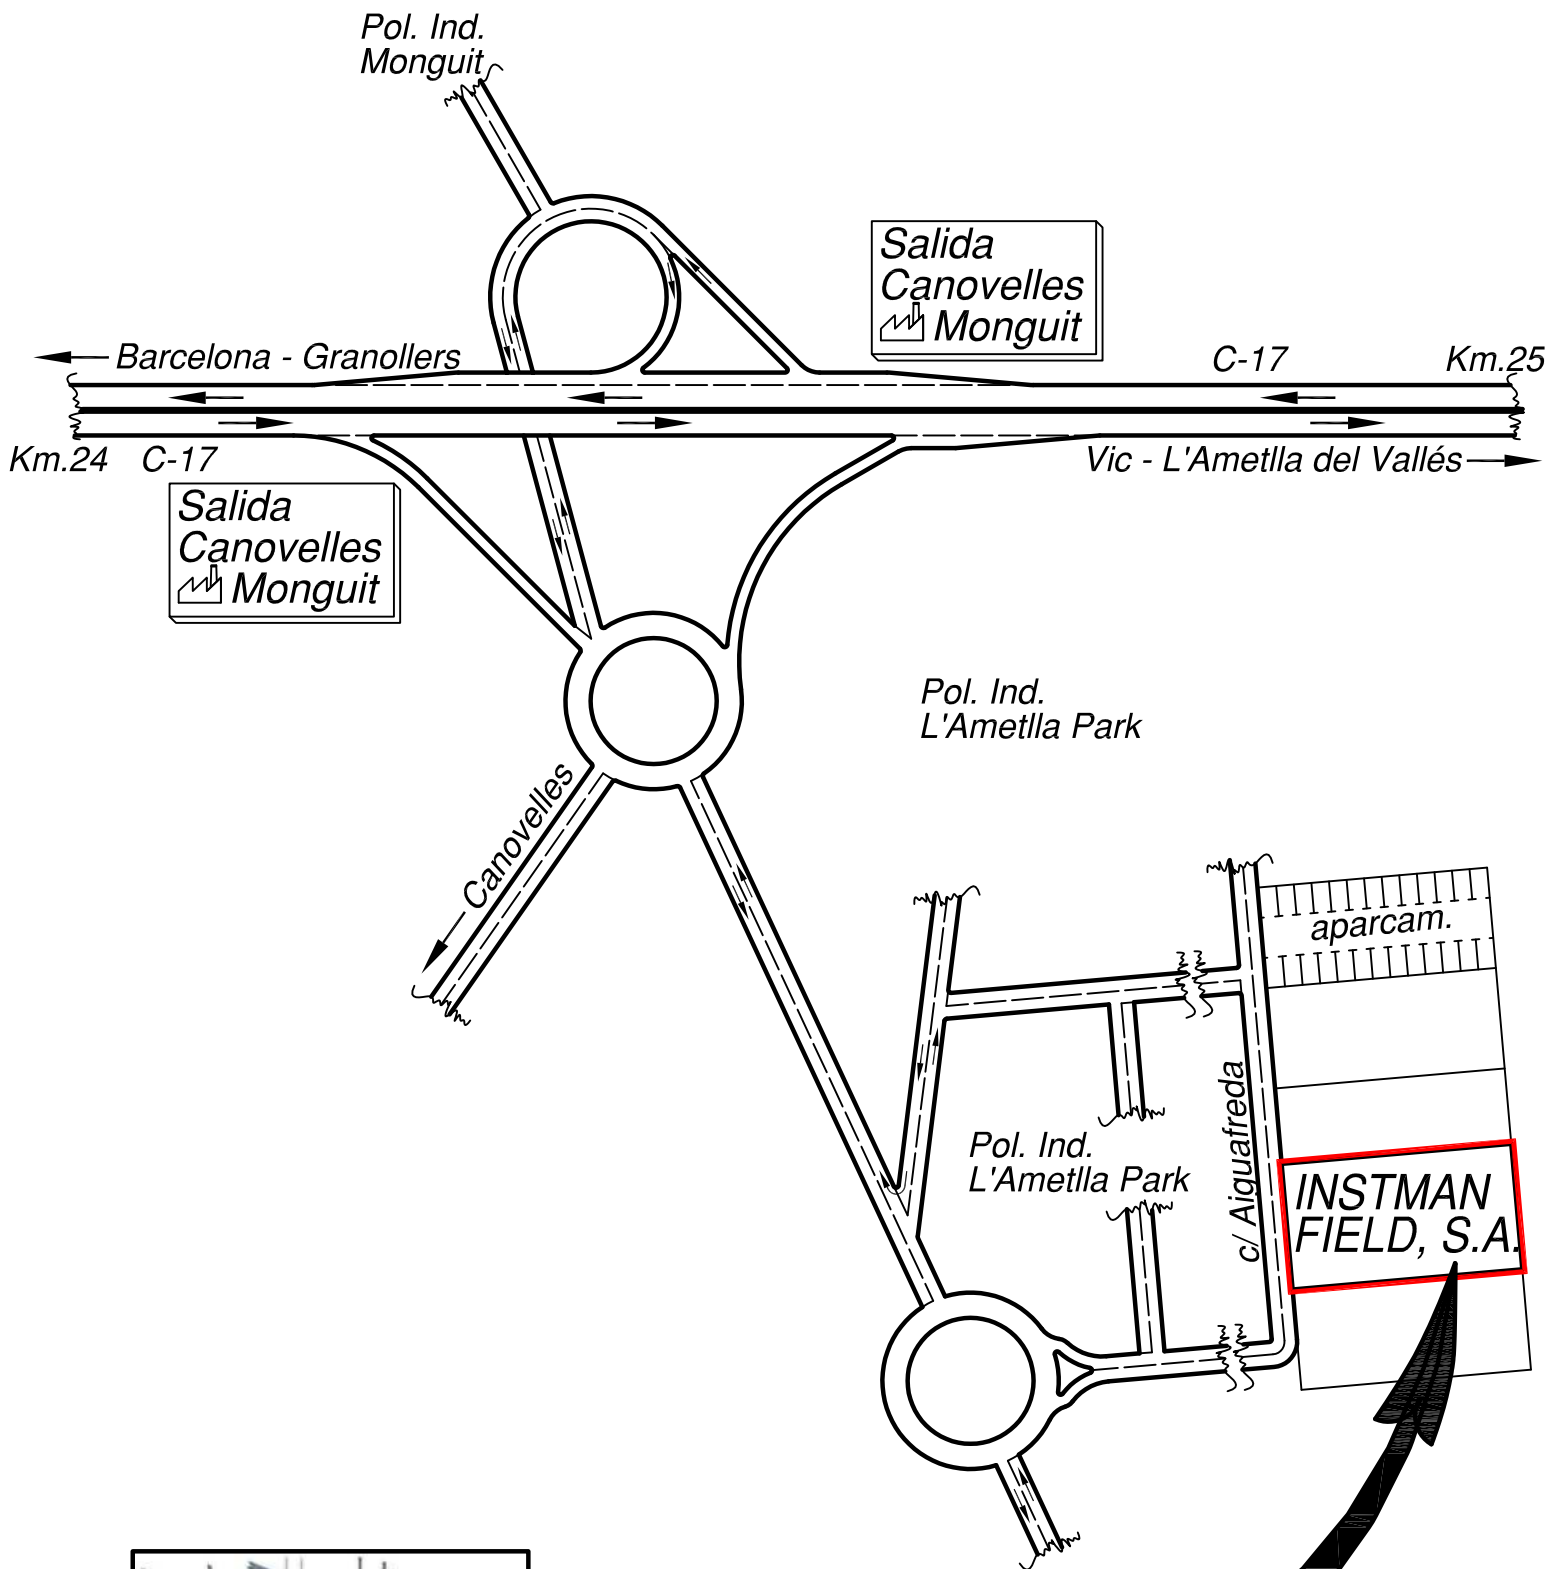 Pol. Ind.
Monguit
Salida
Canovelles
Monguit
Barcelona - Granollers
C-17
Km.25
Km.24
C-17
Vic - L'Ametlla del Vallés
Salida
Canovelles
Monguit
Pol. Ind.
L'Ametlla Park
Canovelles
aparcam.
c/ Aiguafreda
Pol. Ind.
L'Ametlla Park
INSTMAN
FIELD, S.A.